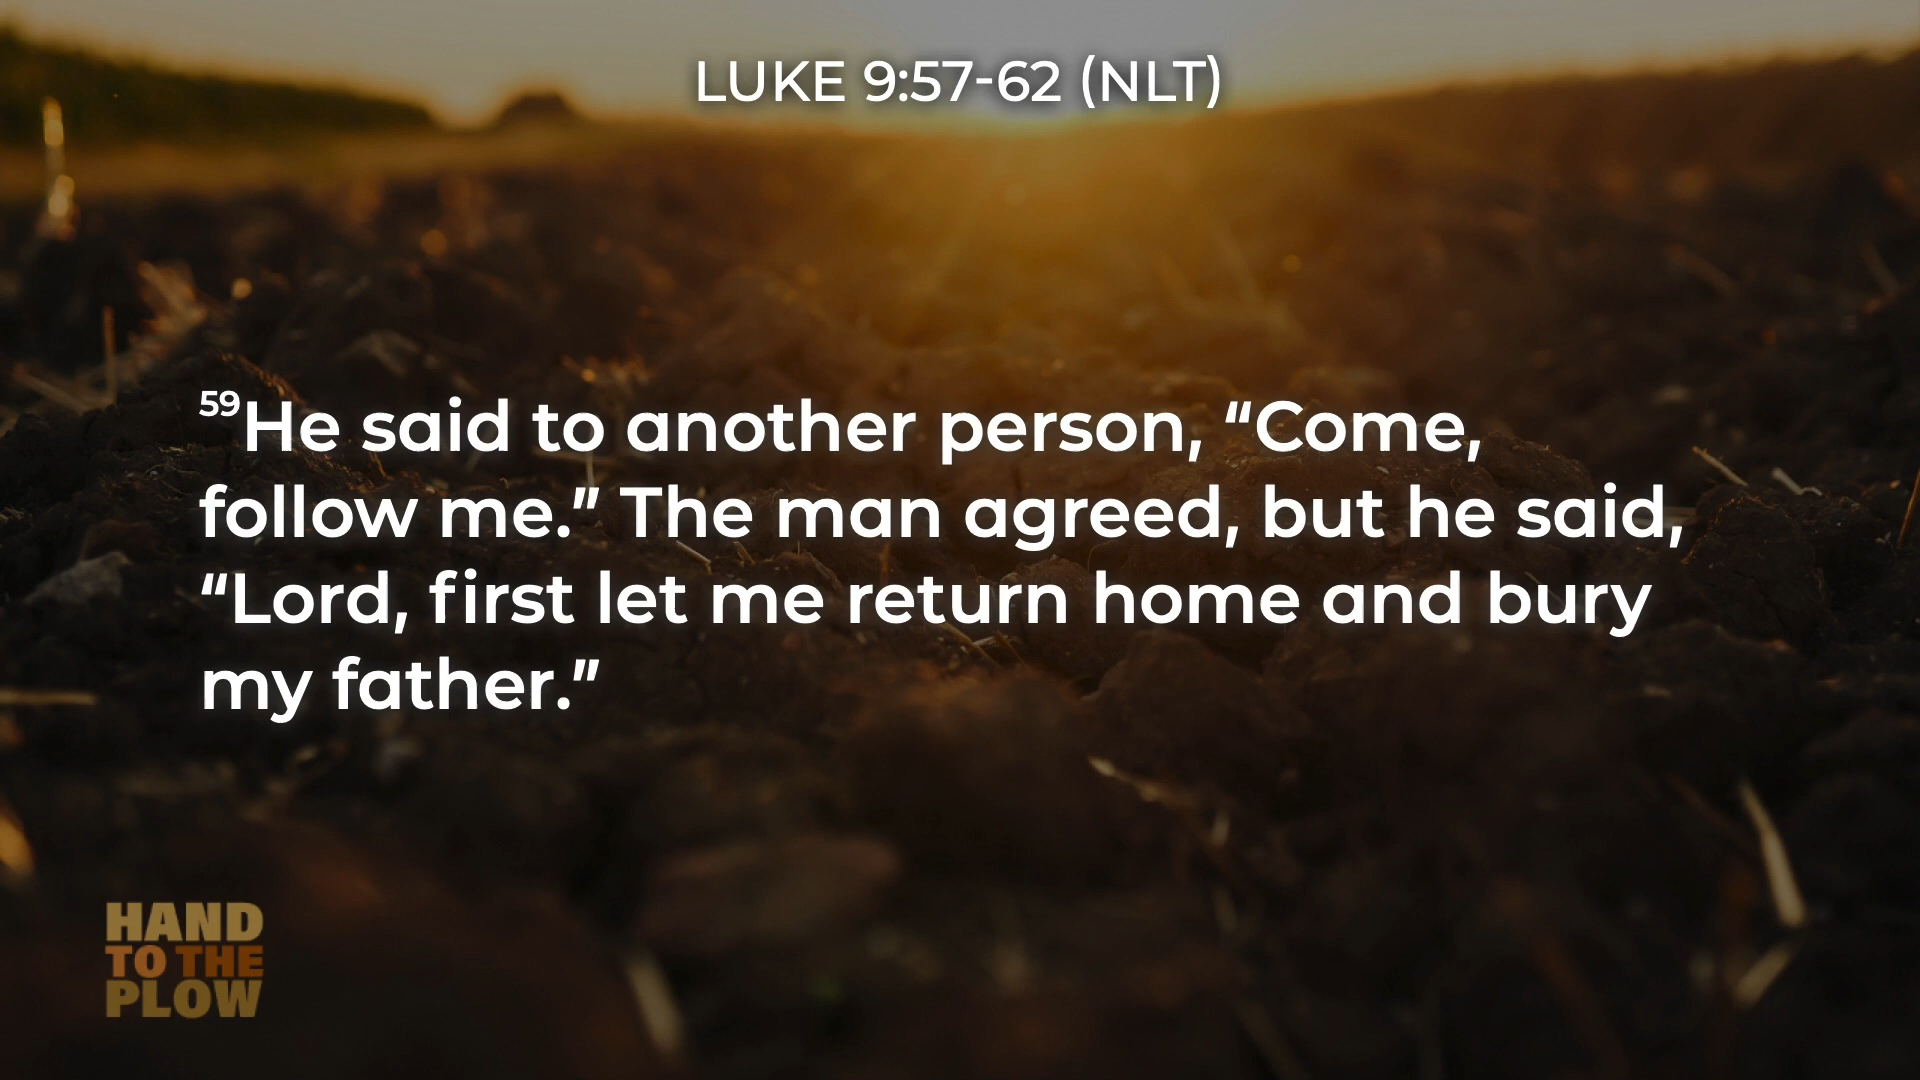 LUKE 9:57-62 (NLT)
59He said to another person, “Come,
follow me.” The man agreed, but he said,
“Lord, first let me return home and bury
my father.”
HAND
TO THE
PLOW